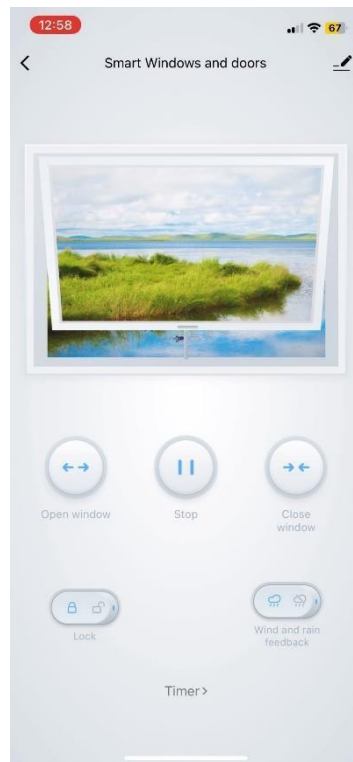 12:58
67
Smart Windows and doors
Open window
Stop
Close
window
Lock
Wind and rain
feedback
Timer>